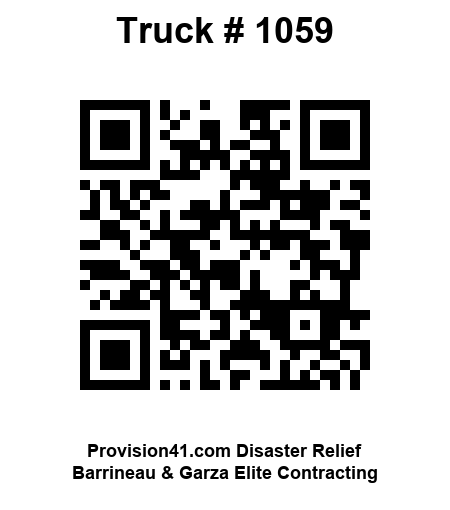 Truck # 1059
Provision41.com Disaster Relief
Barrineau & Garza Elite Contracting